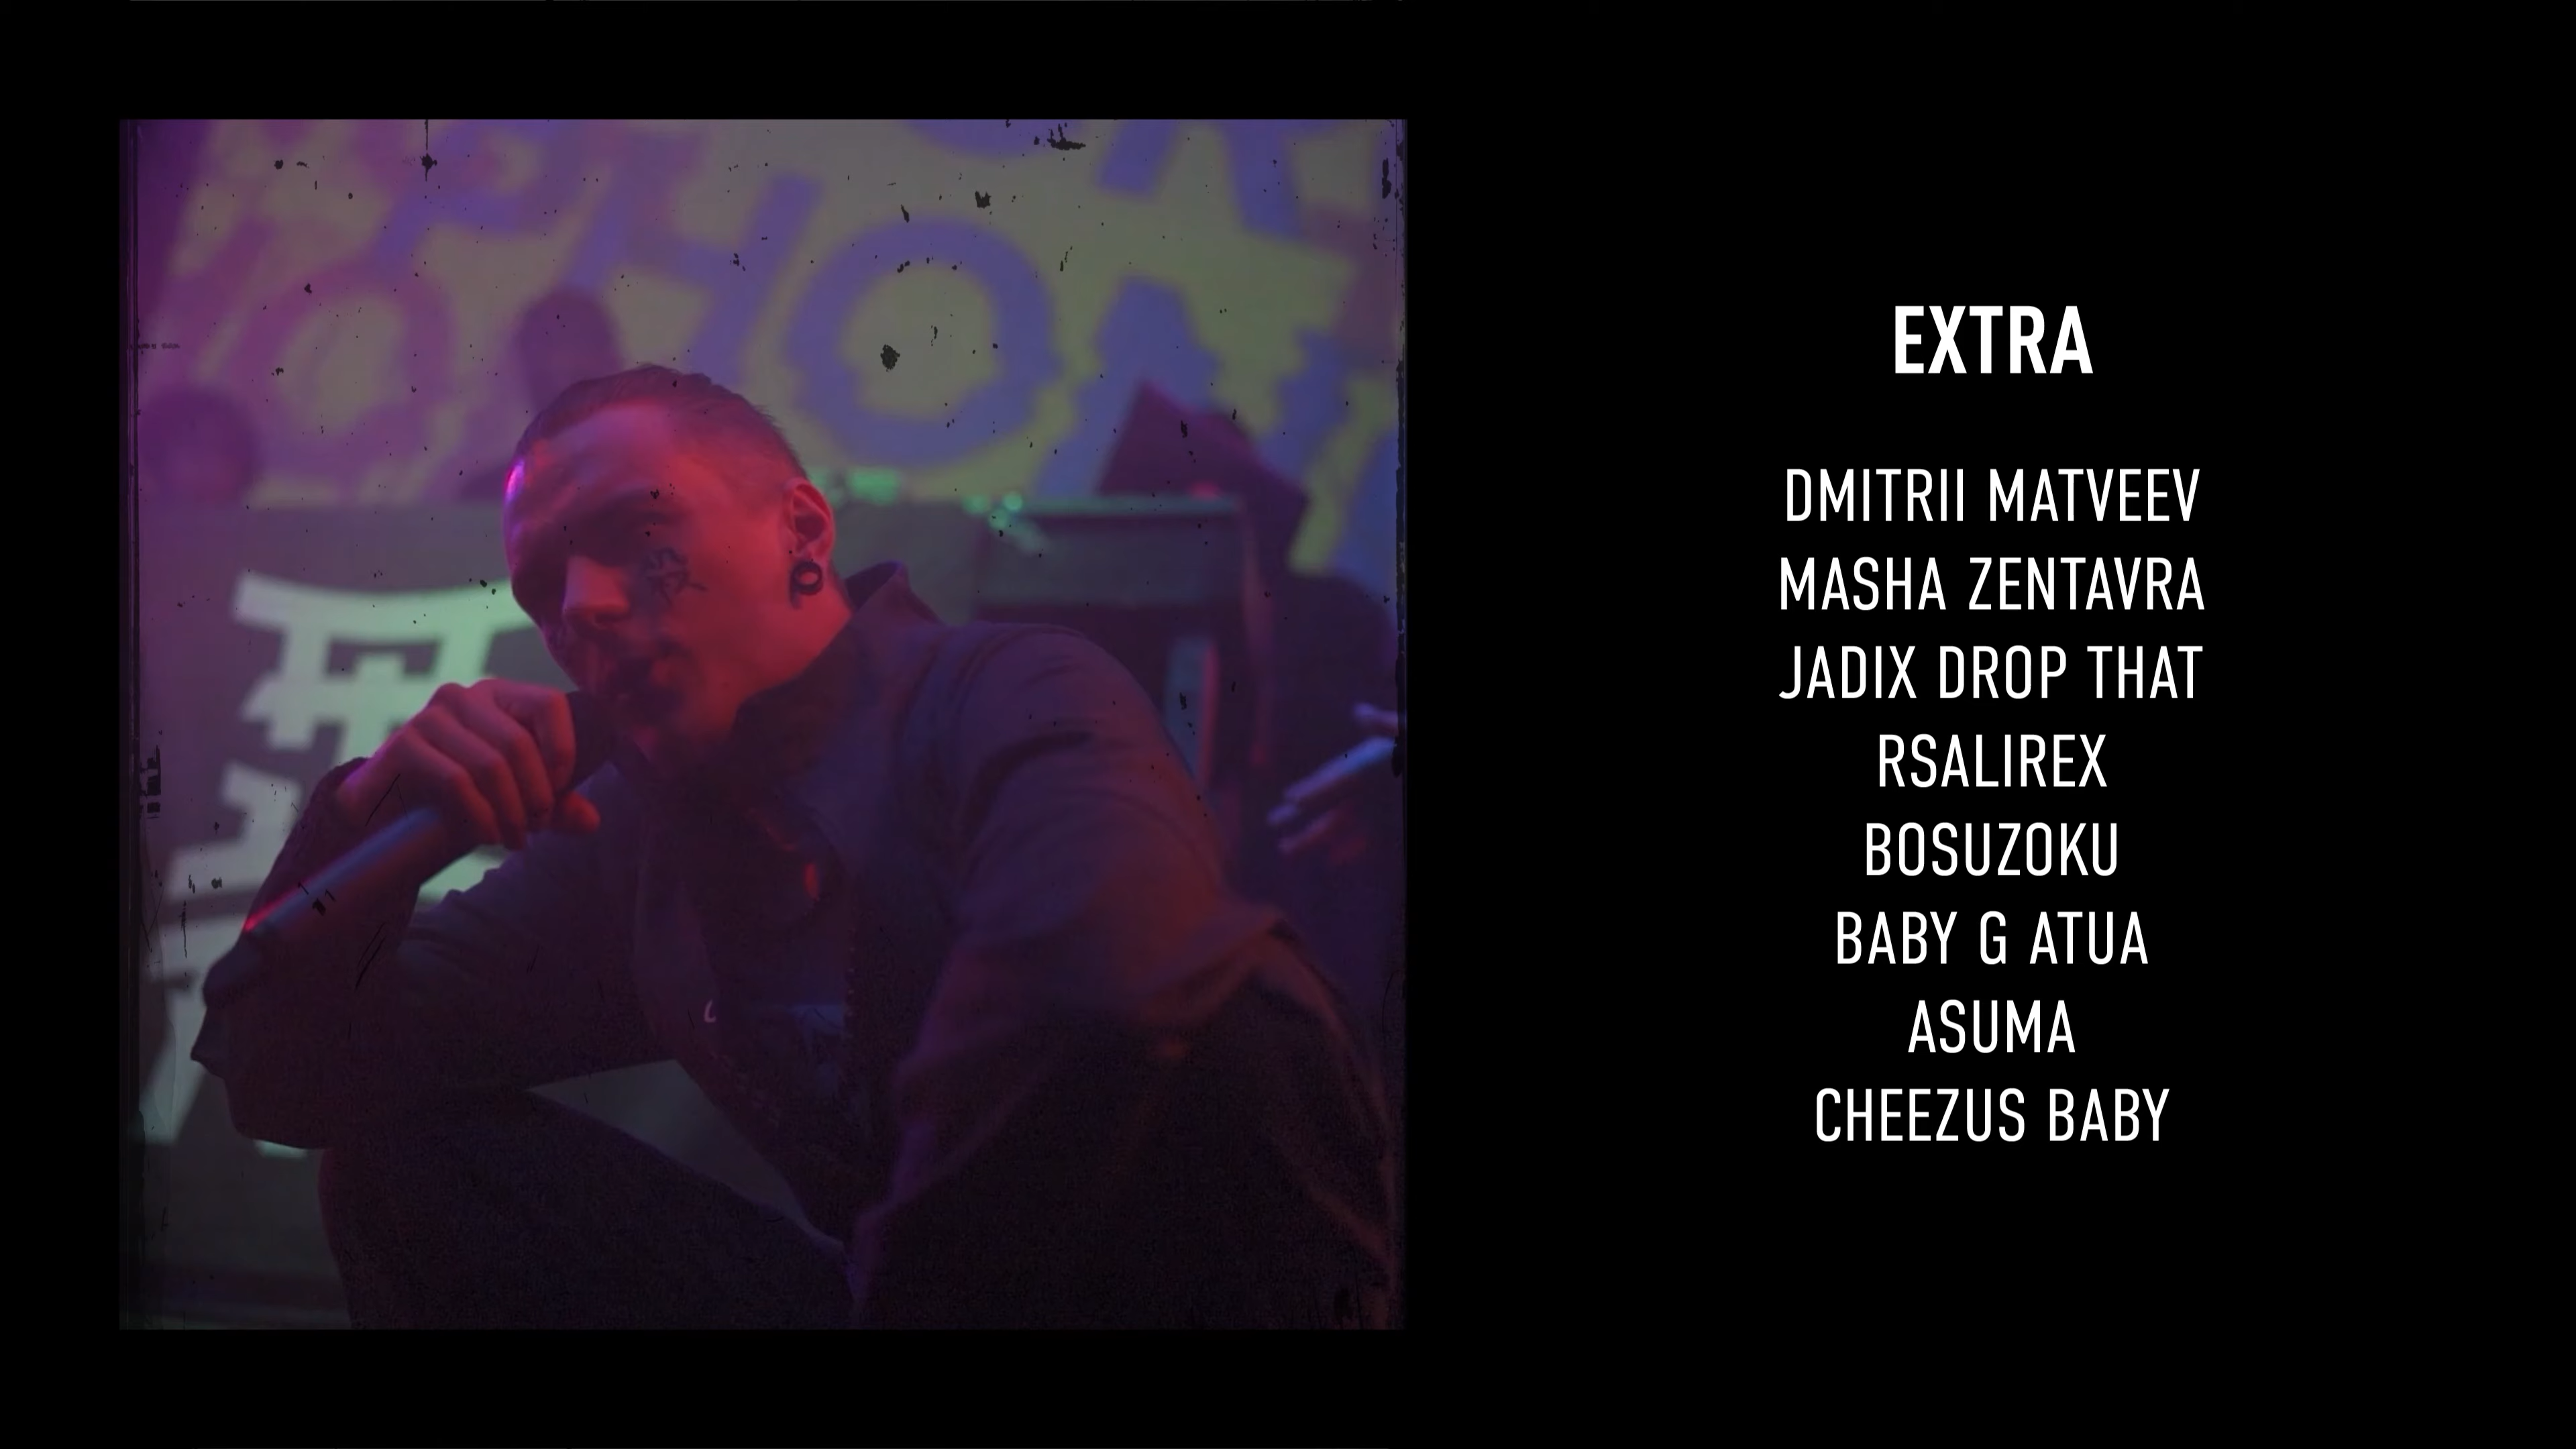 EXTRA
DMITRII MATVEEV
MASHA ZENTAVRA
JADIX DROP THAT
RSALIREX
BOSUZOKU
BABY G ATUA
ASUMA
CHEEZUS BABY